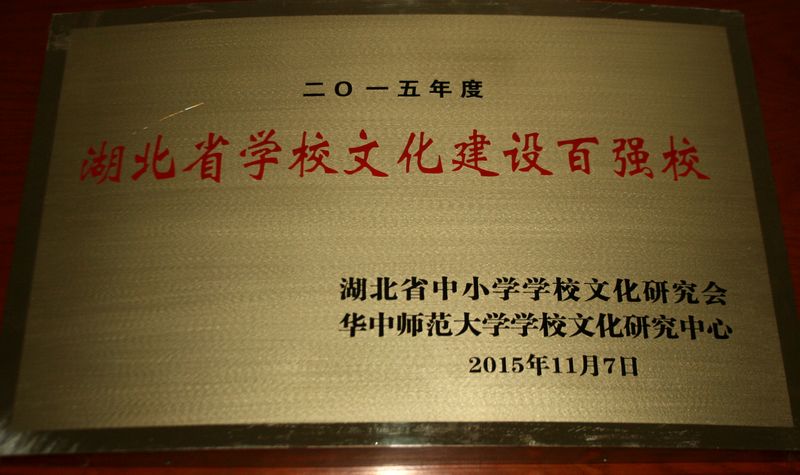 二〇一五年度
湖北省学校文化建设百强校
湖北省中小学学校文化研究会
华中师范大学学校文化研究中心
2015年11月7日